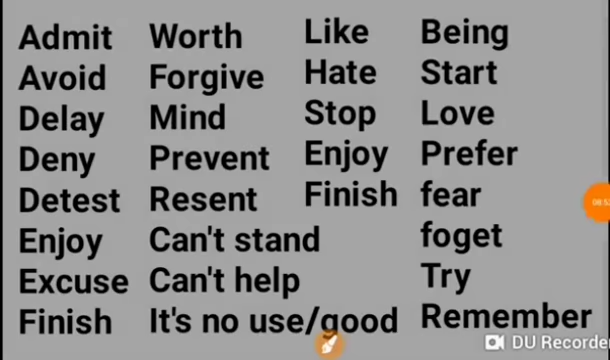 Admit Worth Like Being
Avoid Forgive Hate Start
Delay Mind Stop Love
Deny Prevent Enjoy Prefer
Detest Resent Finish fear
Enjoy Can't stand foget
Excuse Can't help Try
Finish It's no use/good Remember
DU Recorder